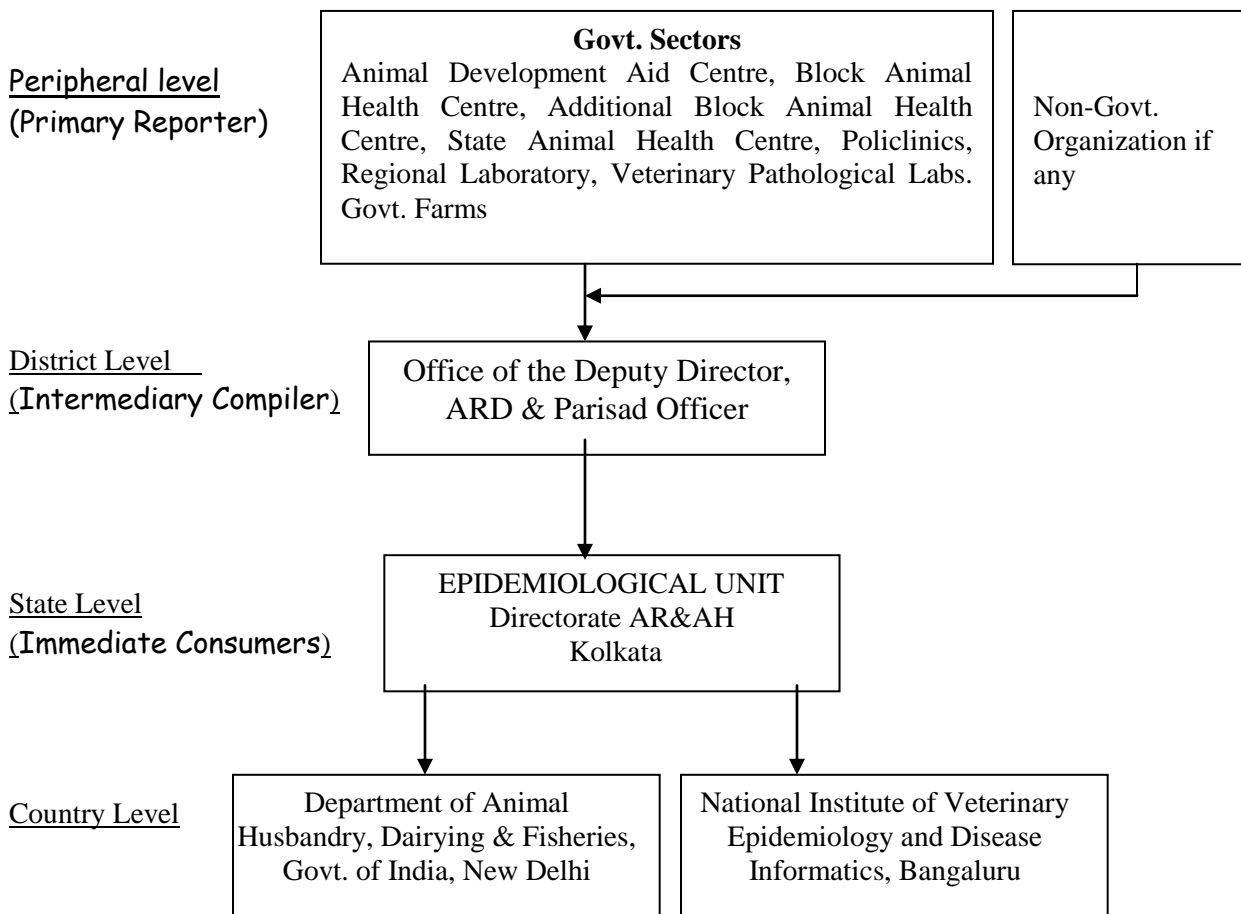 Peripheral level
(Primary Reporter)
Govt. Sectors
Animal Development Aid Centre, Block Animal
Health Centre, Additional Block Animal Health
Centre, State Animal Health Centre, Policlinics,
Regional Laboratory, Veterinary Pathological Labs.
Govt. Farms
Non-Govt.
Organization if
any
District Level
(Intermediary Compiler)
Office of the Deputy Director,
ARD & Parisad Officer
State Level
(Immediate Consumers)
EPIDEMIOLOGICAL UNIT
Directorate AR&AH
Kolkata
Country Level
Department of Animal
Husbandry, Dairying & Fisheries,
Govt. of India, New Delhi
National Institute of Veterinary
Epidemiology and Disease
Informatics, Bangaluru